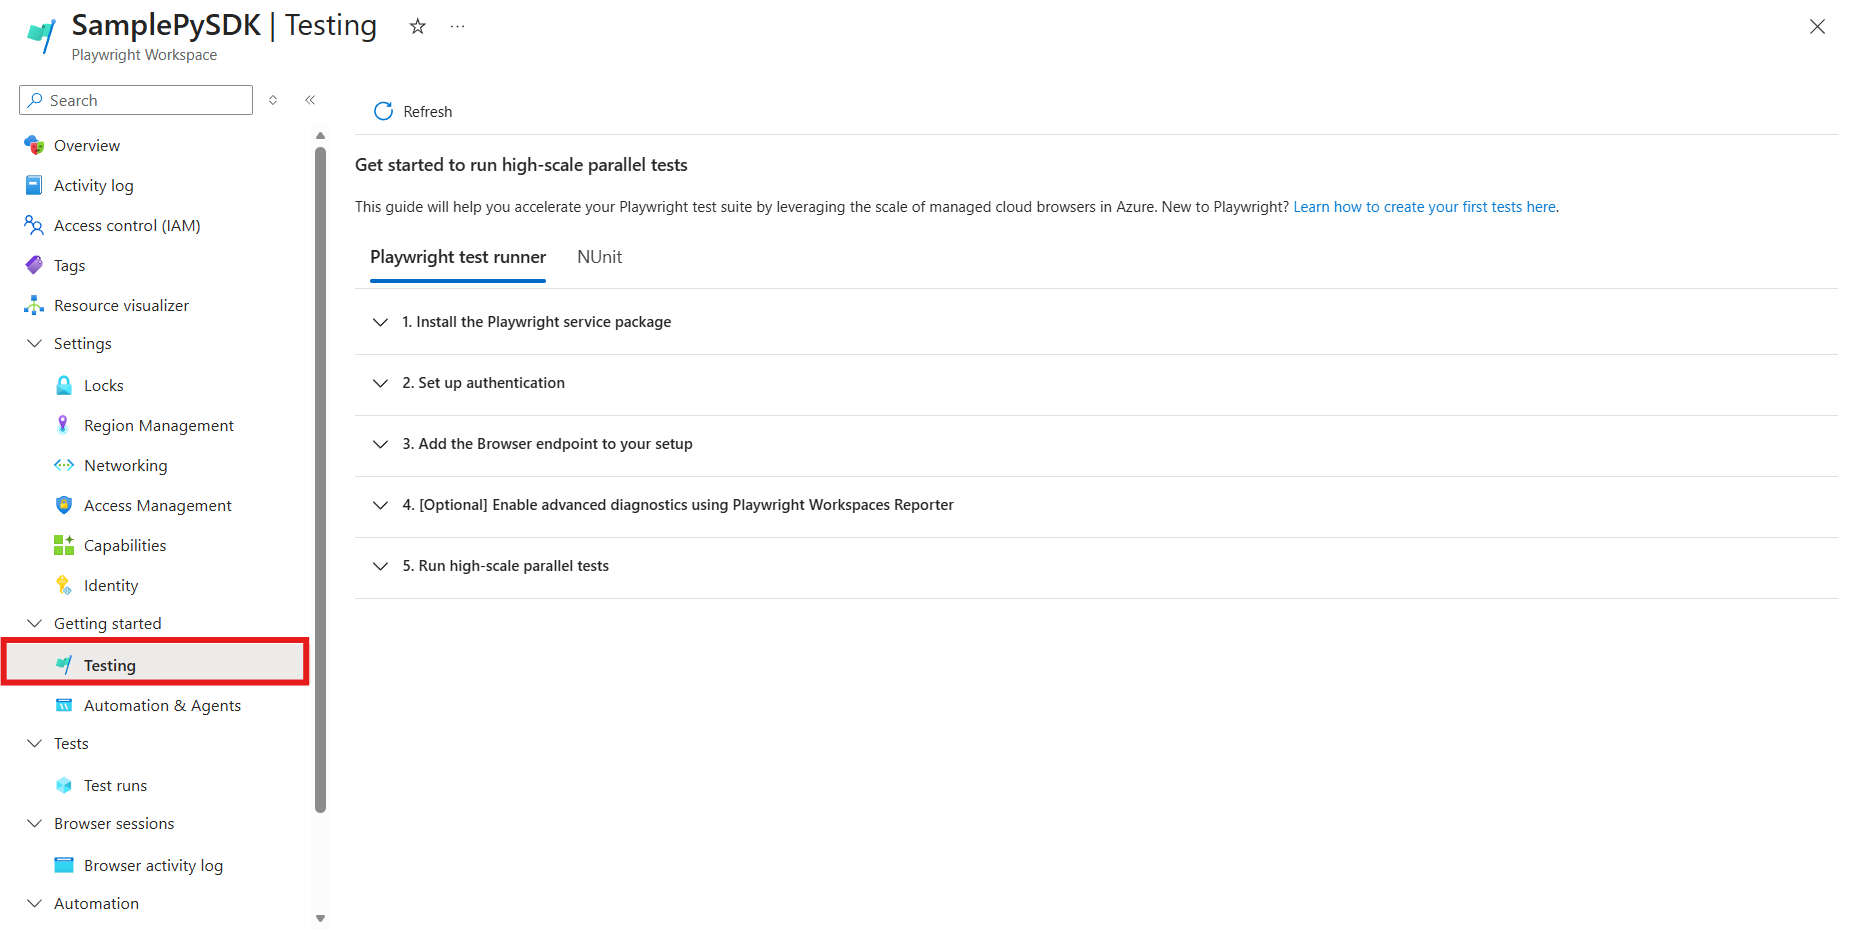 SamplePySDK | Testing
Playwright Workspace
Search
Overview
Activity log
Access control (IAM)
Tags
Resource visualizer
Settings
Locks
Region Management
Networking
Access Management
Capabilities
Identity
Getting started
Testing
Automation & Agents
Tests
Test runs
Browser sessions
Browser activity log
Automation
Refresh
Get started to run high-scale parallel tests
This guide will help you accelerate your Playwright test suite by leveraging the scale of managed cloud browsers in Azure. New to Playwright? Learn how to create your first tests here.
Playwright test runner NUnit
1. Install the Playwright service package
2. Set up authentication
3. Add the Browser endpoint to your setup
4. [Optional] Enable advanced diagnostics using Playwright Workspaces Reporter
5. Run high-scale parallel tests